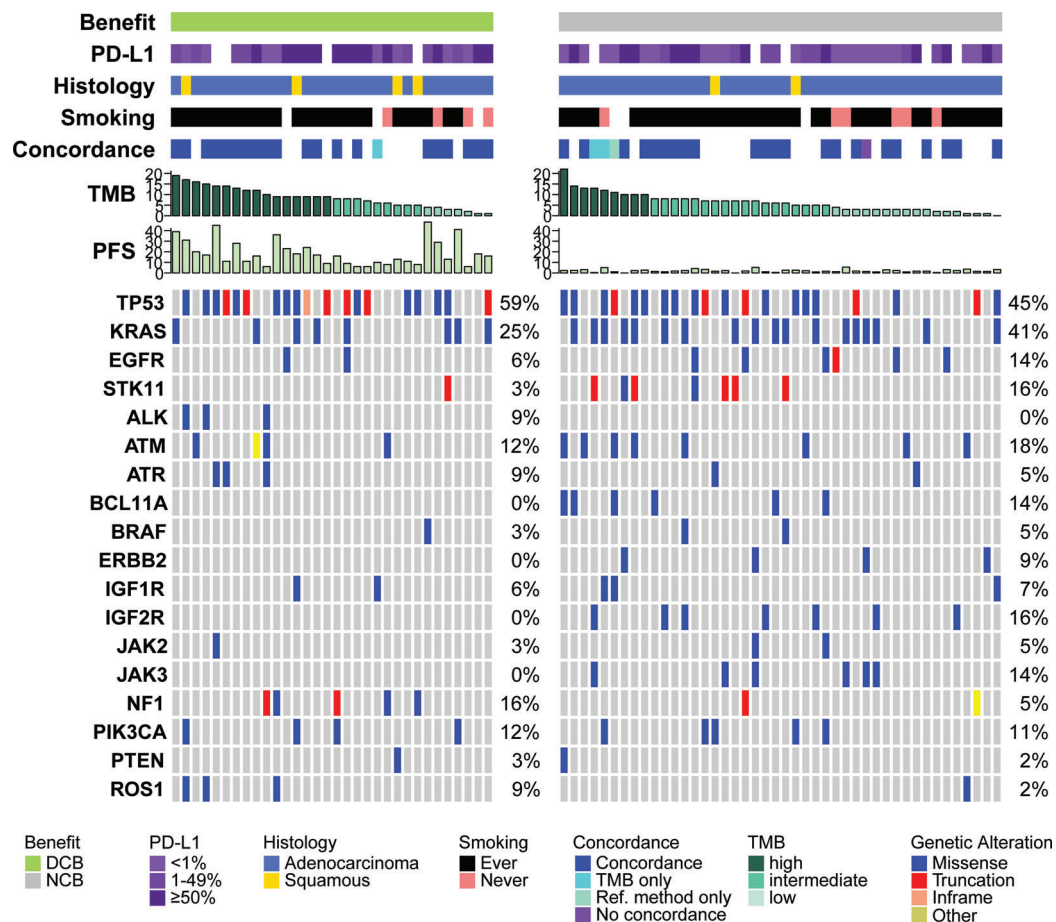 Benefit
PD-L1
Histology
Smoking
Concordance
TMB 20 15 10 5 0 20 15 10 5 0
PFS 40 30 20 10 0 40 30 20 10 0
TP53 59% 45%
KRAS 25% 41%
EGFR 6% 14%
STK11 3% 16%
ALK 9% 0%
ATM 12% 18%
ATR 9% 5%
BCL11A 0% 14%
BRAF 3% 5%
ERBB2 0% 9%
IGF1R 6% 7%
IGF2R 0% 16%
JAK2 3% 5%
JAK3 0% 14%
NF1 16% 5%
PIK3CA 12% 11%
PTEN 3% 2%
ROS1 9% 2%
Benefit
DCB
NCB
PD-L1
<1%
1-49%
≥50%
Histology
Adenocarcinoma
Squamous
Smoking
Ever
Never
Concordance
Concordance
TMB only
Ref. method only
No concordance
TMB
high
intermediate
low
Genetic Alteration
Missense
Truncation
Inframe
Other